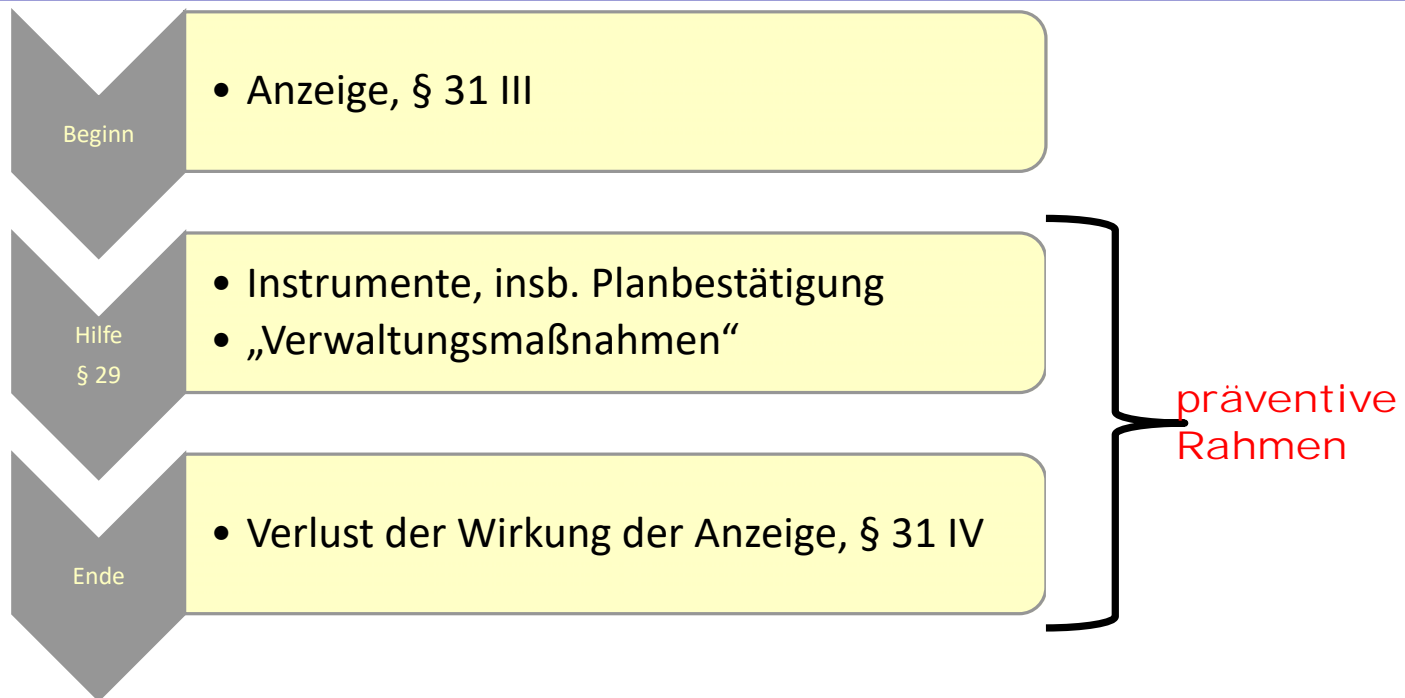 Beginn
• Anzeige, § 31 III
Hilfe
§ 29
• Instrumente, insb. Planbestätigung
• „Verwaltungsmaßnahmen“
präventive
Rahmen
Ende
• Verlust der Wirkung der Anzeige, § 31 IV